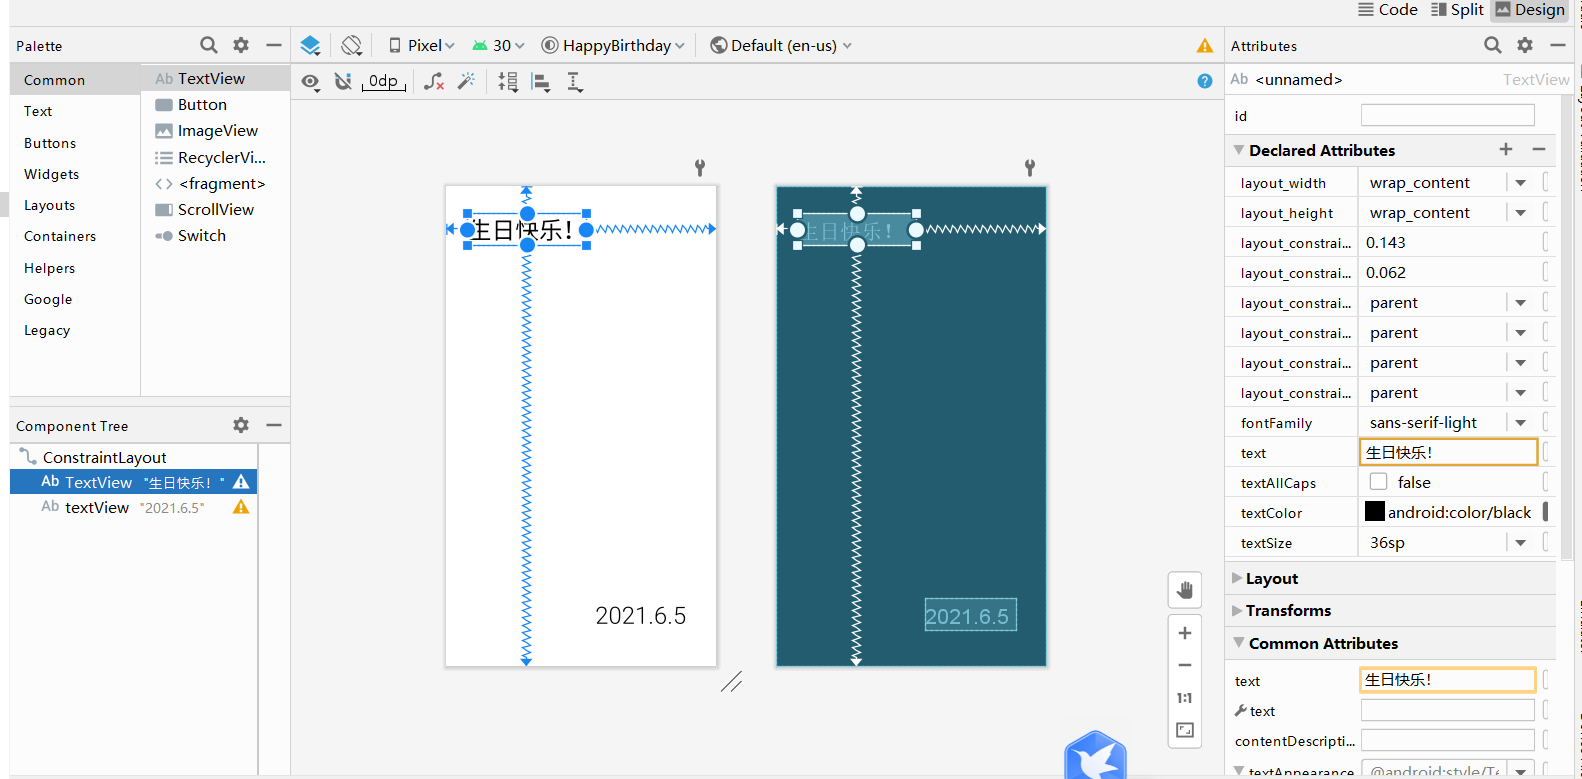 Code Split Design
Palette
Pixel 30 HappyBirthday Default (en-us)
Attributes
Common
Text
Buttons
Widgets
Layouts
Containers
Helpers
Google
Legacy
Ab TextView
Button
ImageView
RecyclerVi...
<fragment>
ScrollView
Switch
0dp
Ab <unnamed> TextView
id
Declared Attributes
layout_width wrap_content
layout_height wrap_content
layout_constrai... 0.143
layout_constrai... 0.062
layout_constrai... parent
layout_constrai... parent
layout_constrai... parent
layout_constrai... parent
fontFamily sans-serif-light
text 生日快乐!
textAllCaps false
textColor android:color/black
textSize 36sp
Layout
Transforms
Common Attributes
text 生日快乐!
text
contentDescripti...
textAppearance @android:style/Te
生日快乐!
2021.6.5
生日快乐!
2021.6.5
1:1
Component Tree
ConstraintLayout
Ab TextView "生日快乐! "
Ab textView "2021.6.5"